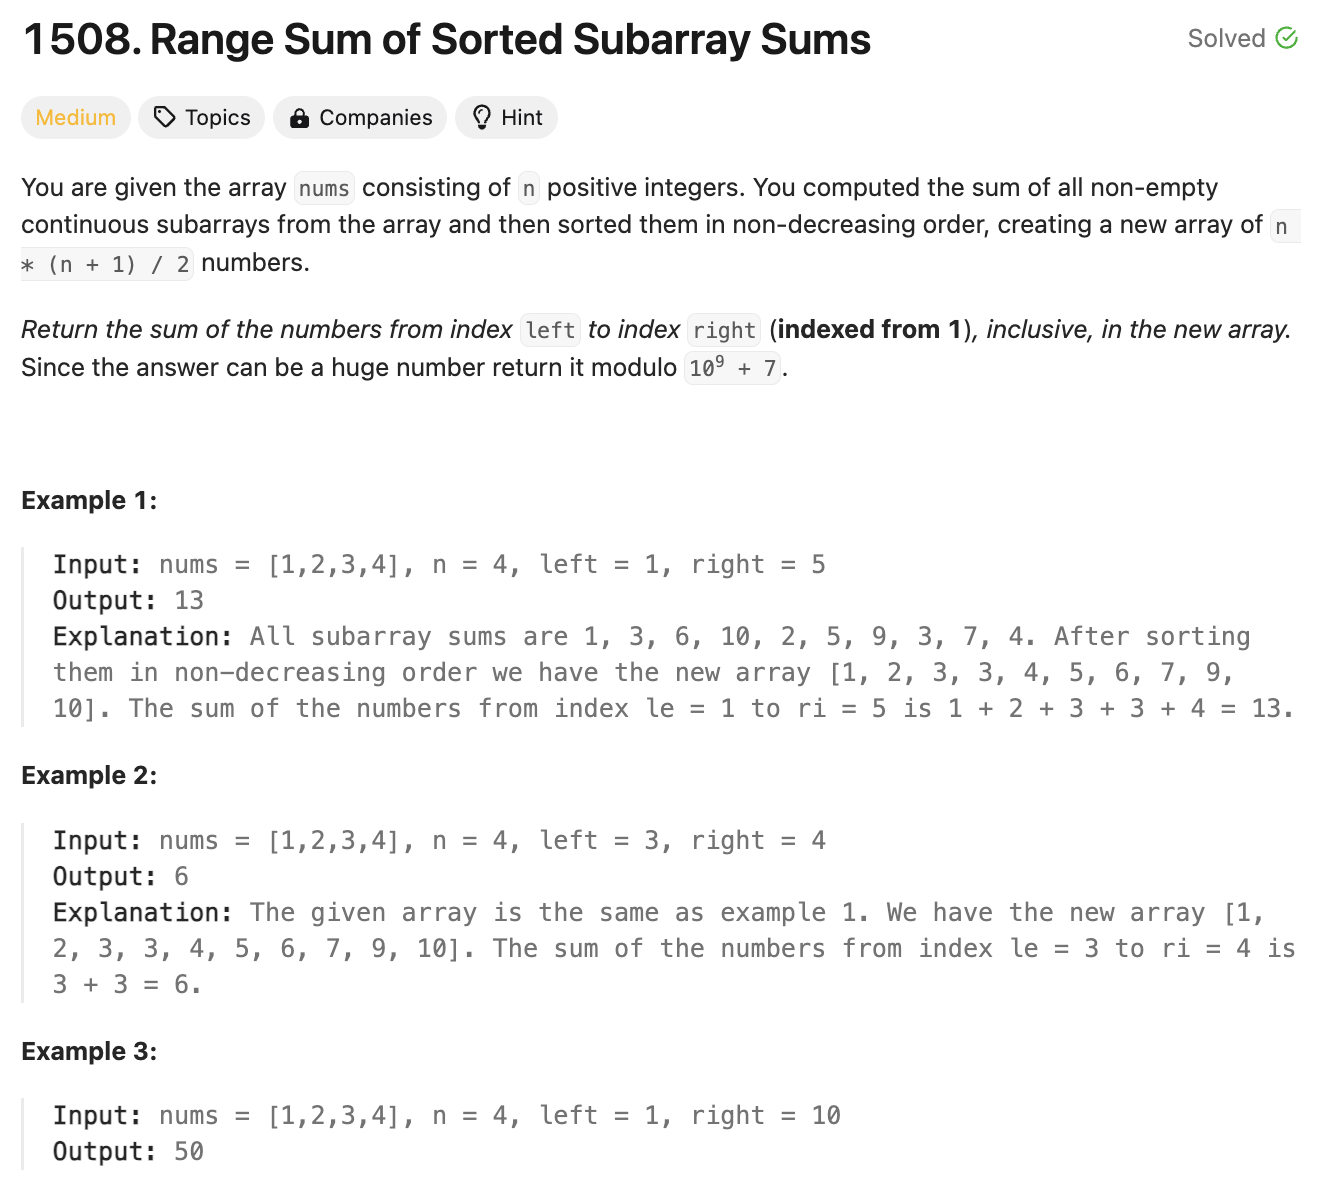 1508. Range Sum of Sorted Subarray Sums
Solved
Medium Topics Companies Hint
You are given the array nums consisting of n positive integers. You computed the sum of all non-empty
continuous subarrays from the array and then sorted them in non-decreasing order, creating a new array of n
* (n + 1) / 2 numbers.
Return the sum of the numbers from index left to index right (indexed from 1), inclusive, in the new array.
Since the answer can be a huge number return it modulo 10⁹ + 7.
Example 1:
Input: nums = [1,2,3,4], n = 4, left = 1, right = 5
Output: 13
Explanation: All subarray sums are 1, 3, 6, 10, 2, 5, 9, 3, 7, 4. After sorting
them in non-decreasing order we have the new array [1, 2, 3, 3, 4, 5, 6, 7, 9,
10]. The sum of the numbers from index le = 1 to ri = 5 is 1 + 2 + 3 + 3 + 4 = 13.
Example 2:
Input: nums = [1,2,3,4], n = 4, left = 3, right = 4
Output: 6
Explanation: The given array is the same as example 1. We have the new array [1,
2, 3, 3, 4, 5, 6, 7, 9, 10]. The sum of the numbers from index le = 3 to ri = 4 is
3 + 3 = 6.
Example 3:
Input: nums = [1,2,3,4], n = 4, left = 1, right = 10
Output: 50